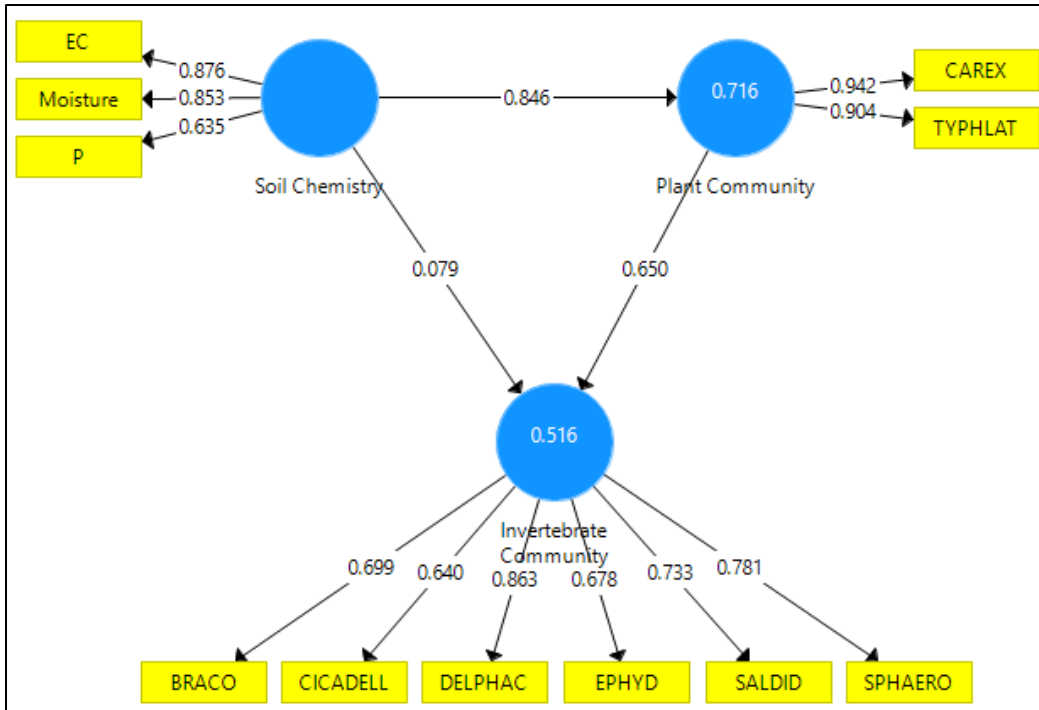 EC
Moisture
P
0.876
0.853
0.635
Soil Chemistry
0.846
0.716
Plant Community
0.942
0.904
CAREX
TYPHLAT
0.079
0.650
0.516
Invertebrate
Community
0.699
0.640
0.863
0.678
0.733
0.781
BRACO
CICADELL
DELPHAC
EPHYD
SALDID
SPHAERO